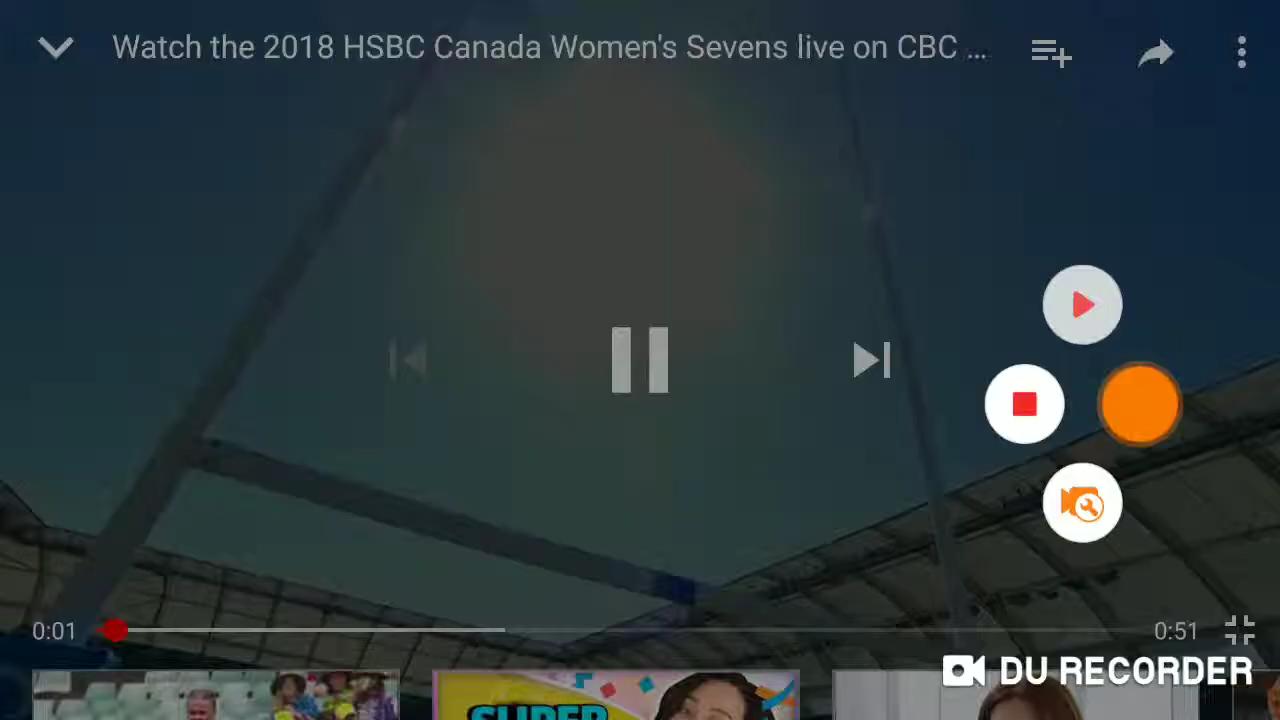 Watch the 2018 HSBC Canada Women's Sevens live on CBC ...
0:01
0:51
DU RECORDER
SUPER